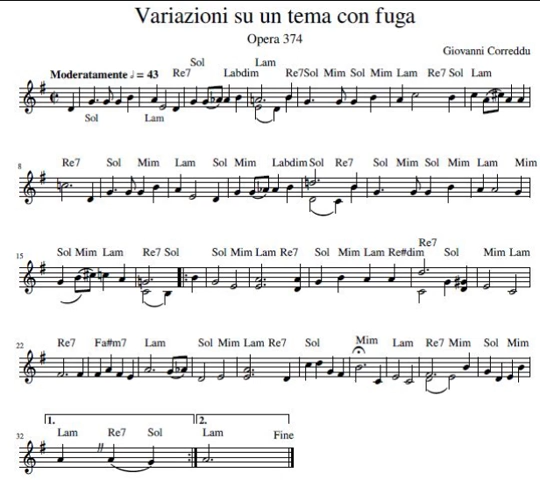 Variazioni su un tema con fuga
Opera 374
Giovanni Correddu
Moderatamente ♩ = 43
Sol Lam
Re7 Labdim Re7Sol Mim Sol Mim Lam Re7 Sol Lam
Sol Lam
8 Re7 Sol Mim Lam Sol Mim Labdim Sol Re7 Sol Mim Sol Mim Lam Mim
Re7
15 Sol Mim Lam Re7 Sol Sol Mim Lam Re7 Sol Mim Lam Re#dim Sol Mim Lam
22 Re7 Fa#m7 Lam Sol Mim Lam Re7 Sol Mim Lam Re7 Mim Sol
1. 2.
32 Lam Re7 Sol Lam Fine